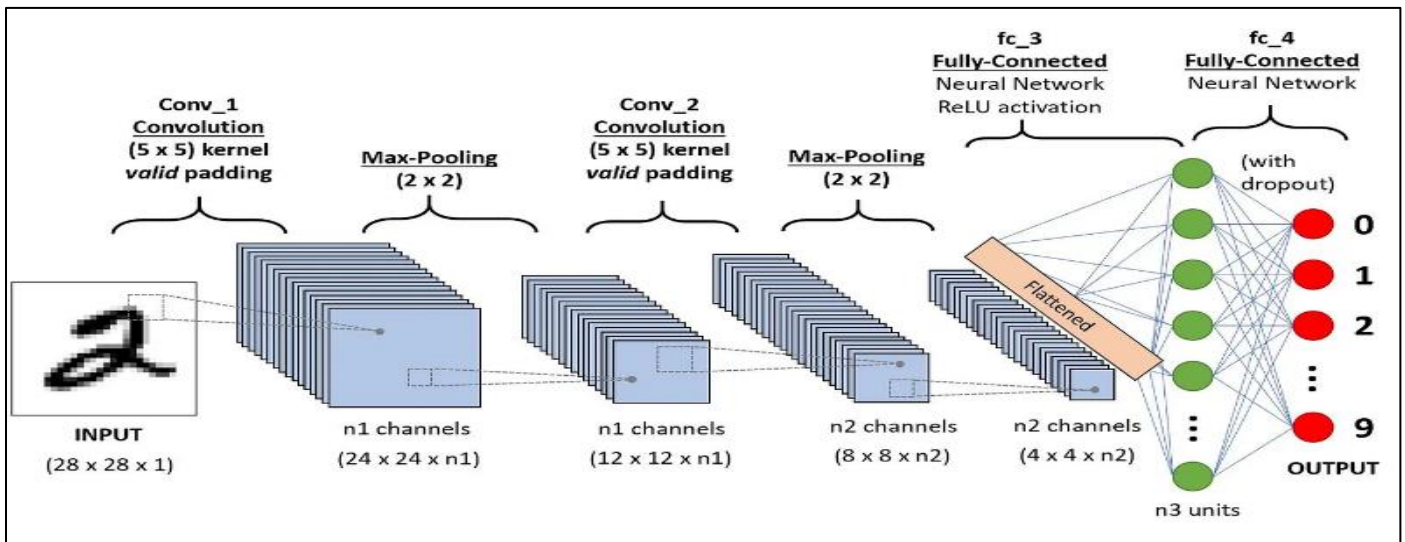 fc_3
Fully-Connected
Neural Network
ReLU activation
fc_4
Fully-Connected
Neural Network
Conv_1
Convolution
(5 x 5) kernel
valid padding
Max-Pooling
(2 x 2)
Conv_2
Convolution
(5 x 5) kernel
valid padding
Max-Pooling
(2 x 2)
(with
dropout)
Flattened
0
1
2
9
INPUT
(28 x 28 x 1)
n1 channels
(24 x 24 x n1)
n1 channels
(12 x 12 x n1)
n2 channels
(8 x 8 x n2)
n2 channels
(4 x 4 x n2)
n3 units
OUTPUT